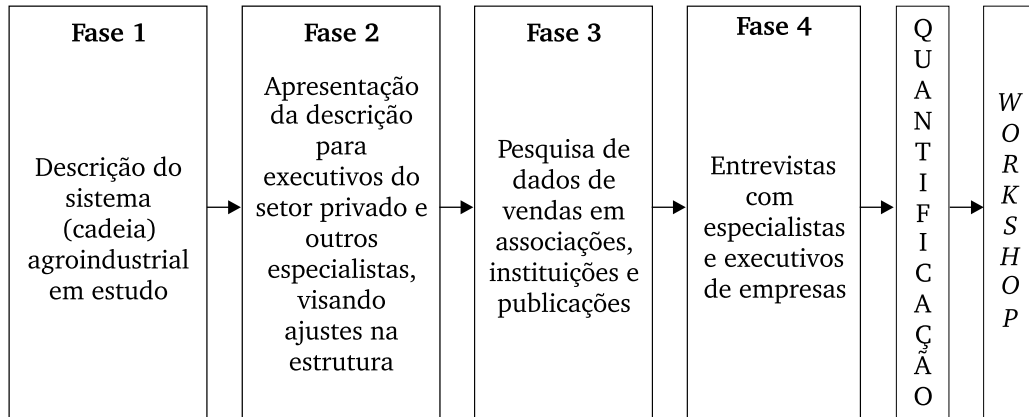 Fase 1
Descrição do
sistema
(cadeia)
agroindustrial
em estudo
Fase 2
Apresentação
da descrição
para
executivos do
setor privado e
outros
especialistas,
visando
ajustes na
estrutura
Fase 3
Pesquisa de
dados de
vendas em
associações,
instituições e
publicações
Fase 4
Entrevistas
com
especialistas
e executivos
de empresas
QUANTIFICAÇÃO
WORKSHOP